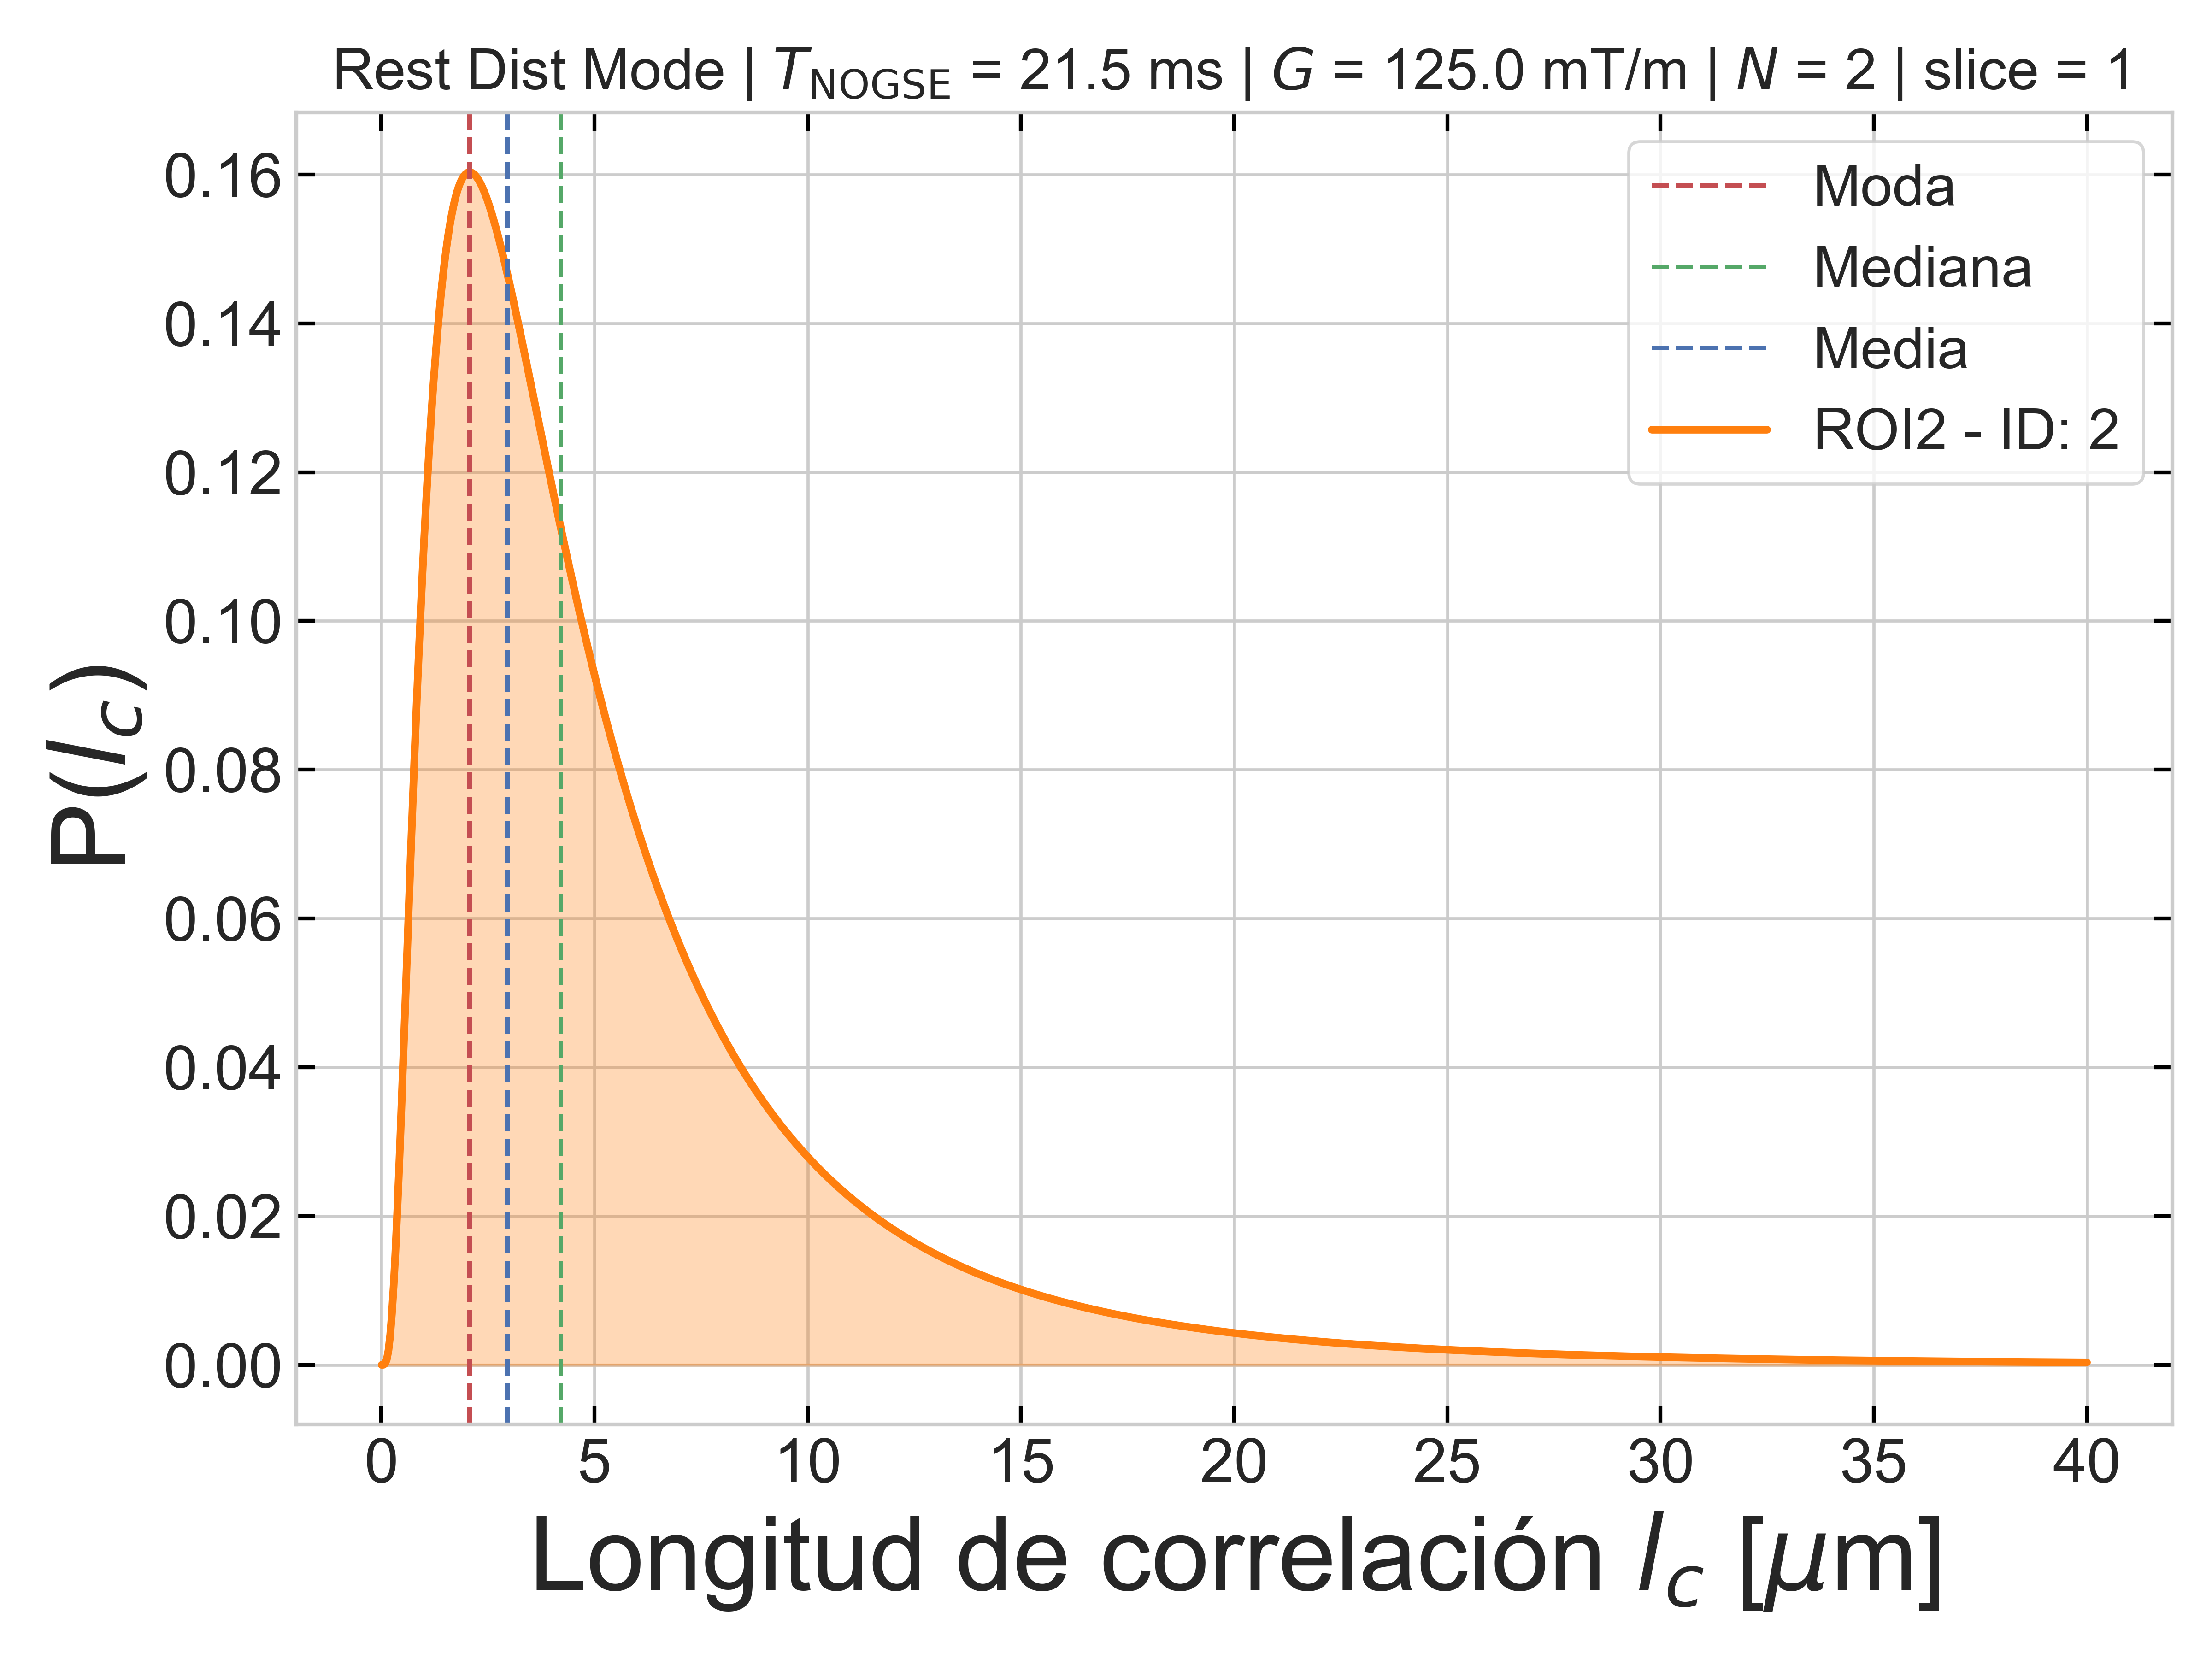 Rest Dist Mode | T_NOGSE = 21.5 ms | G = 125.0 mT/m | N = 2 | slice = 1
Moda
Mediana
Media
ROI2 - ID: 2
P(l_c)
0.16
0.14
0.12
0.10
0.08
0.06
0.04
0.02
0.00
0 5 10 15 20 25 30 35 40
Longitud de correlación l_c [μm]